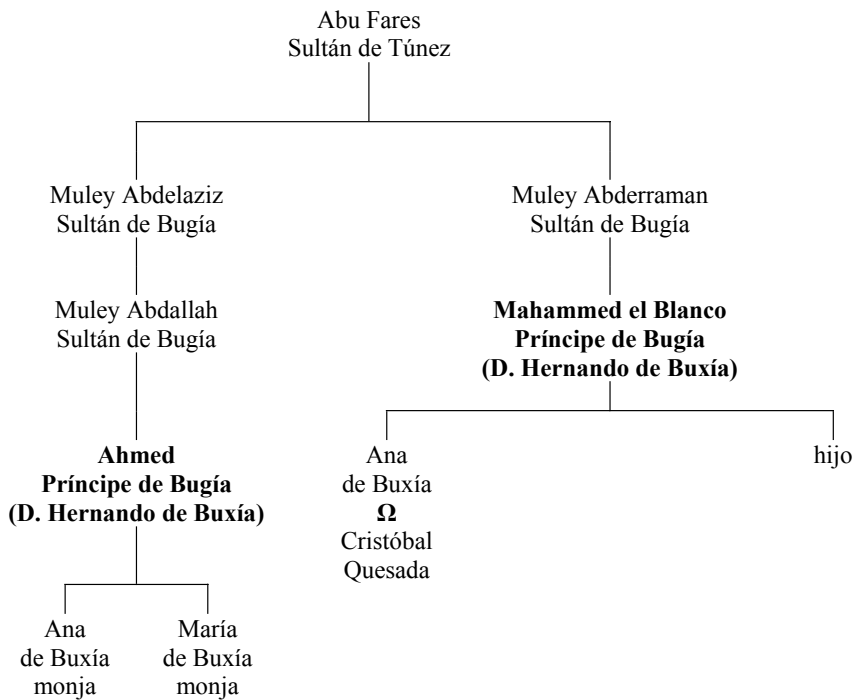 Abu Fares
Sultán de Túnez
Muley Abdelaziz
Sultán de Bugía
Muley Abderraman
Sultán de Bugía
Muley Abdallah
Sultán de Bugía
Mahammed el Blanco
Príncipe de Bugía
(D. Hernando de Buxía)
Ahmed
Príncipe de Bugía
(D. Hernando de Buxía)
Ana
de Buxía
Ω
Cristóbal
Quesada
hijo
Ana
de Buxía
monja
María
de Buxía
monja